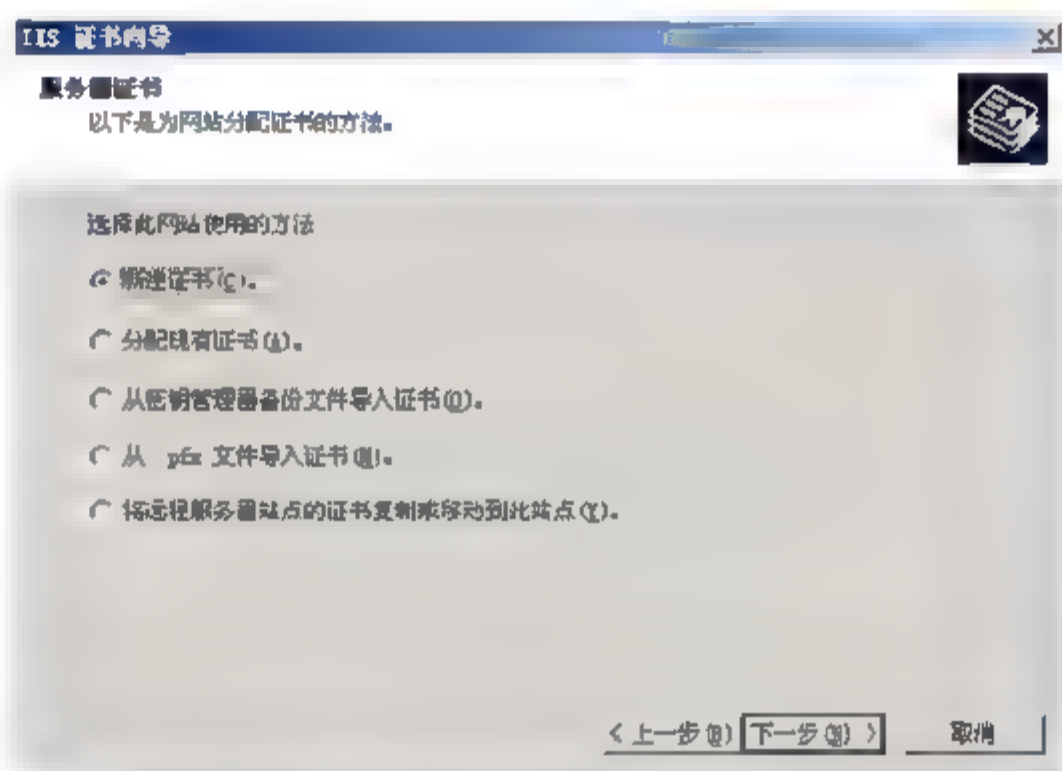 IIS 证书向导
服务器证书
以下是为网站分配证书的方法。
选择此网站使用的方法
新建证书(C)。
分配现有证书(A)。
从密钥管理器备份文件导入证书(O)。
从 pfx 文件导入证书(M)。
将远程服务器站点的证书复制或移动到此站点(Y)。
< 上一步(B) 下一步(N) > 取消